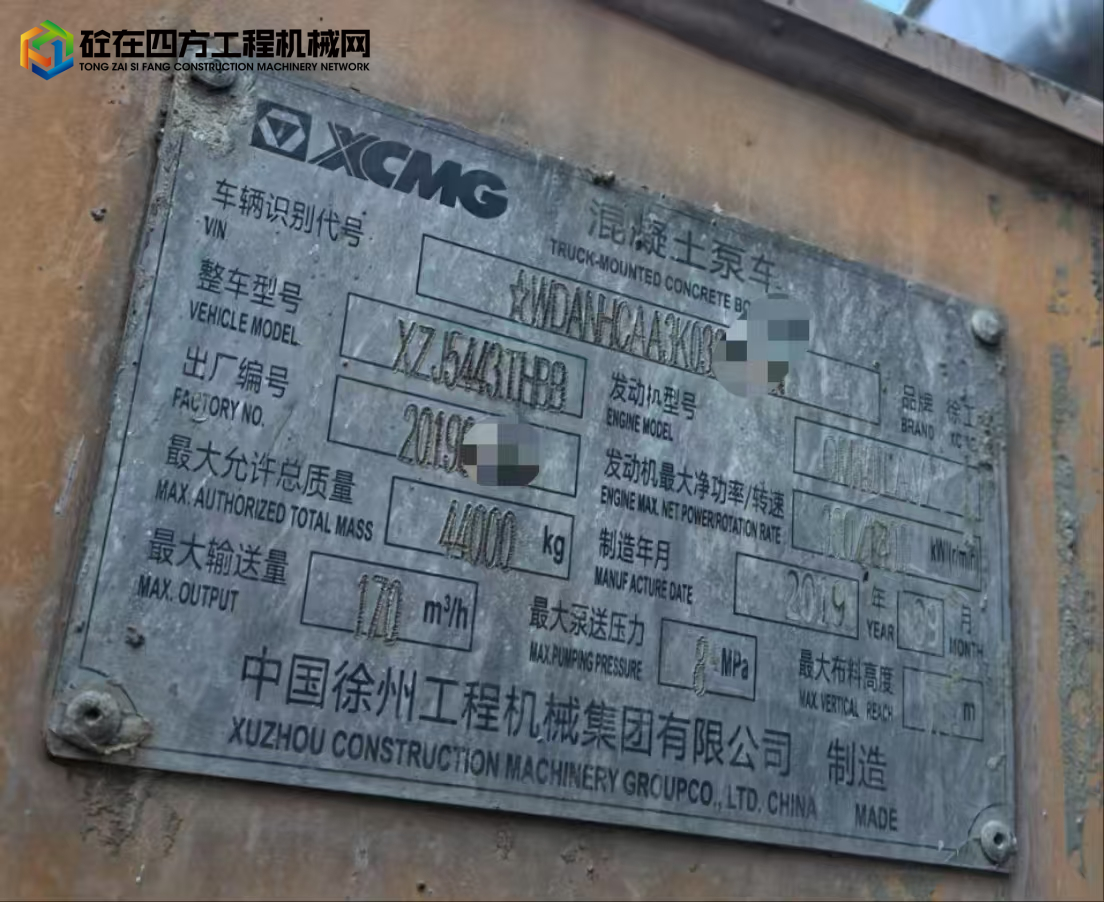 砼在四方工程机械网
TONG ZAI SI FANG CONSTRUCTION MACHINERY NETWORK
XCMG
混凝土泵车
TRUCK-MOUNTED CONCRETE
车辆识别代号
VIN
☆WDANHCAA3K03
整车型号
VEHICLE MODEL
XZJ5443THBB
发动机型号
ENGINE MODEL
品牌 徐工
BRAND
出厂编号
FACTORY NO.
2019
发动机最大净功率/转速
ENGINE MAX. NET POWER/ROTATION RATE
kW/(r/min)
最大允许总质量
MAX. AUTHORIZED TOTAL MASS
44000 kg
制造年月
MANUFACTURE DATE
2019 年 09 月
YEAR MONTH
最大输送量
MAX. OUTPUT
170 m³/h
最大泵送压力
MAX.PUMPING PRESSURE
8 MPa
最大布料高度
MAX. VERTICAL REACH
m
中国徐州工程机械集团有限公司 制造
XUZHOU CONSTRUCTION MACHINERY GROUPCO., LTD. CHINA MADE